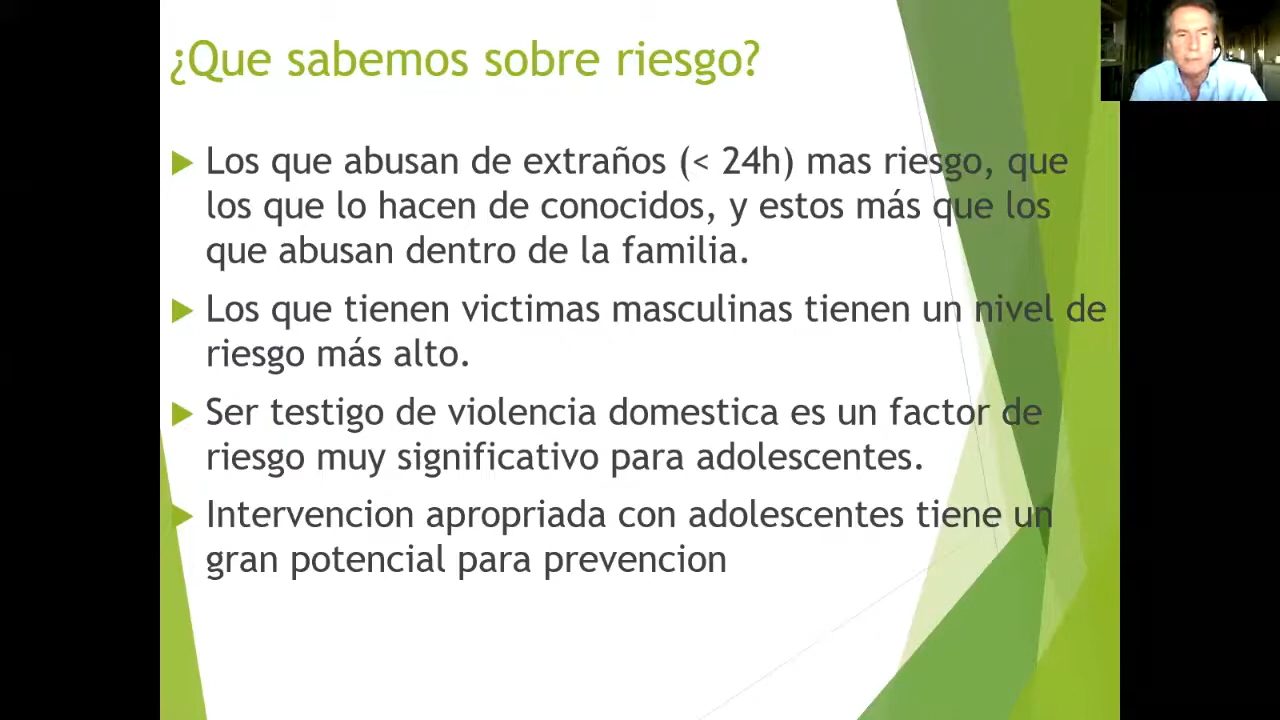 ¿Que sabemos sobre riesgo?
Los que abusan de extraños (< 24h) mas riesgo, que
los que lo hacen de conocidos, y estos más que los
que abusan dentro de la familia.
Los que tienen victimas masculinas tienen un nivel de
riesgo más alto.
Ser testigo de violencia domestica es un factor de
riesgo muy significativo para adolescentes.
Intervencion apropriada con adolescentes tiene un
gran potencial para prevencion